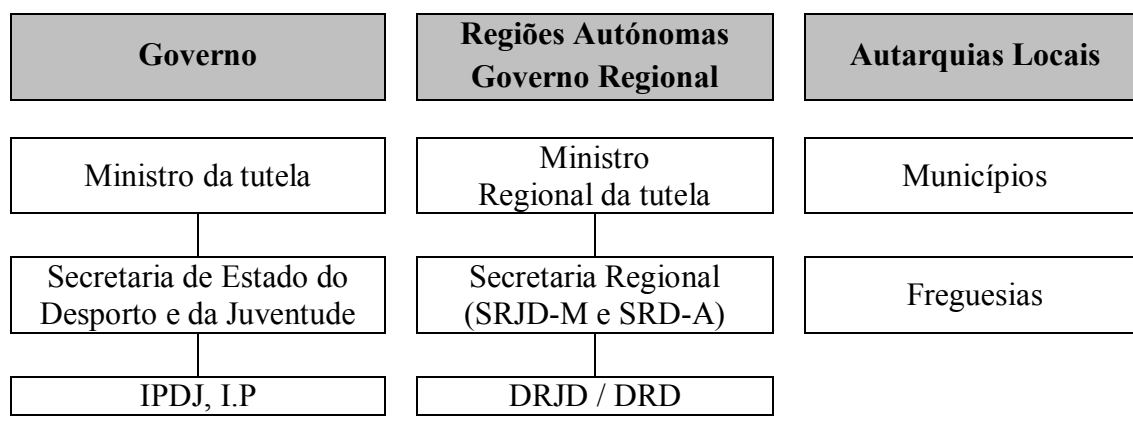 Governo
Regiões Autónomas
Governo Regional
Autarquias Locais
Ministro da tutela
Ministro
Regional da tutela
Municípios
Secretaria de Estado do
Desporto e da Juventude
Secretaria Regional
(SRJD-M e SRD-A)
Freguesias
IPDJ, I.P
DRJD / DRD